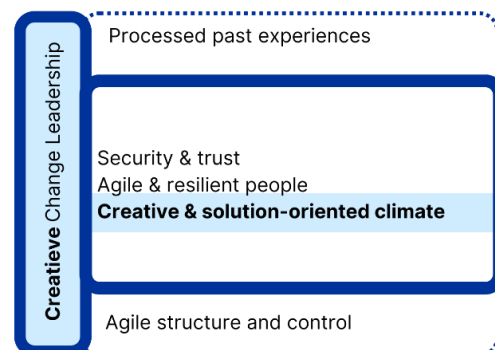 Creatieve Change Leadership
Processed past experiences
Security & trust
Agile & resilient people
Creative & solution-oriented climate
Agile structure and control